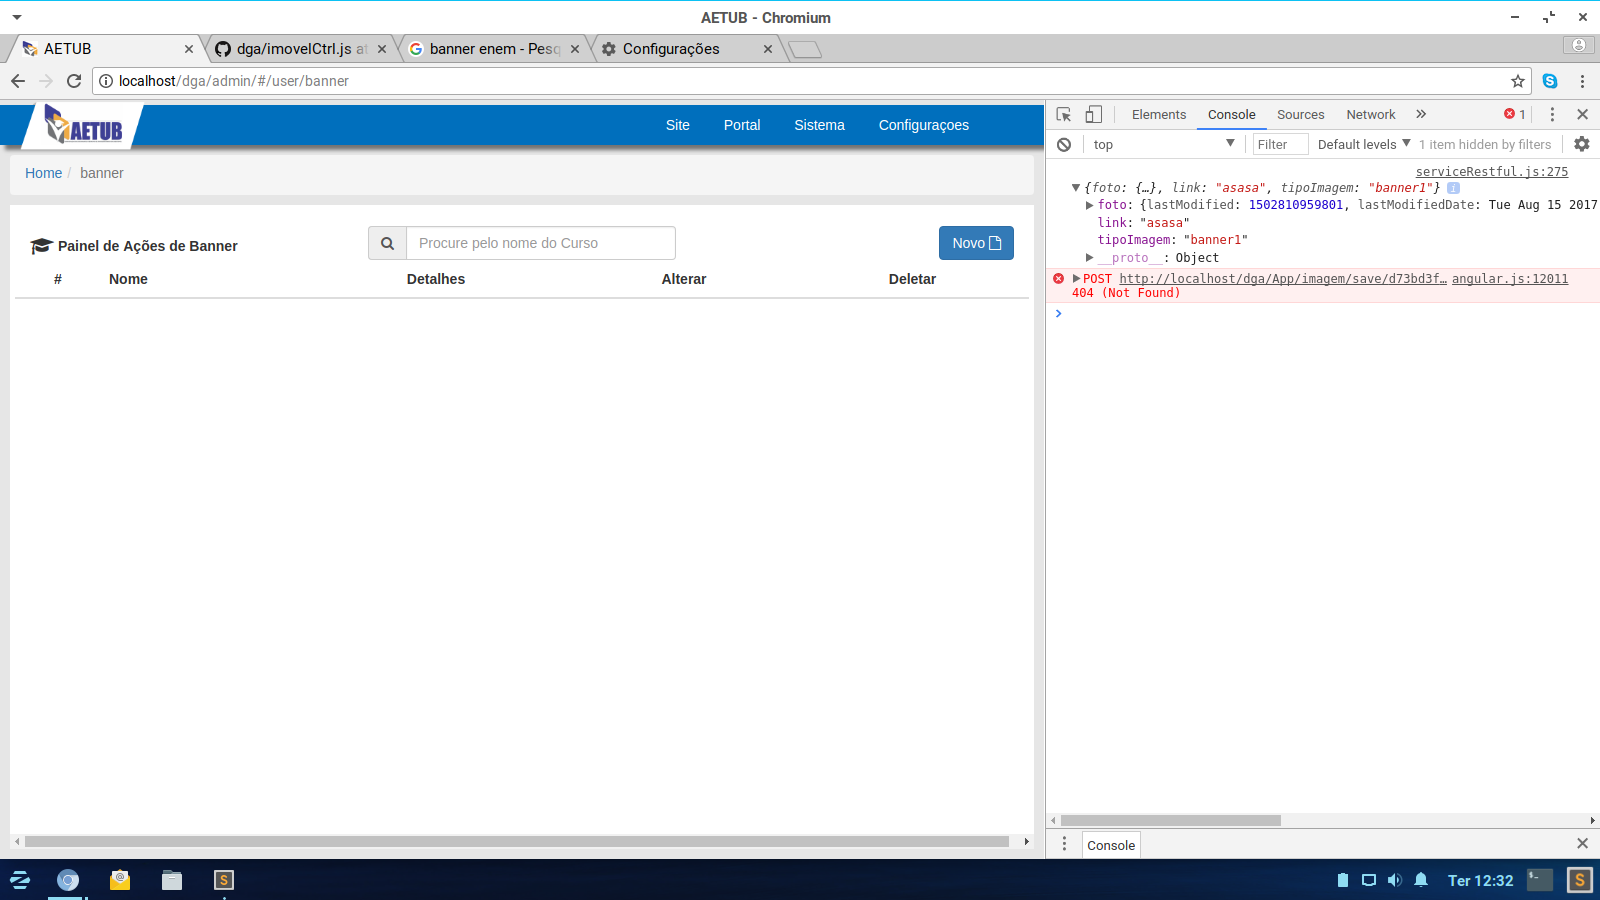 AETUB - Chromium
AETUB
dga/imovelCtrl.js at
banner enem - Pesq
Configurações
localhost/dga/admin/#/user/banner
AETUB
Site
Portal
Sistema
Configuraçoes
Home / banner
Painel de Ações de Banner
Procure pelo nome do Curso
Novo
# Nome Detalhes Alterar Deletar
Elements
Console
Sources
Network
1
top
Filter
Default levels
1 item hidden by filters
serviceRestful.js:275
{foto: {…}, link: "asasa", tipoImagem: "banner1"}
foto: {lastModified: 1502810959801, lastModifiedDate: Tue Aug 15 2017
link: "asasa"
tipoImagem: "banner1"
__proto__: Object
POST http://localhost/dga/App/imagem/save/d73bd3f… angular.js:12011
404 (Not Found)
Console
Ter 12:32